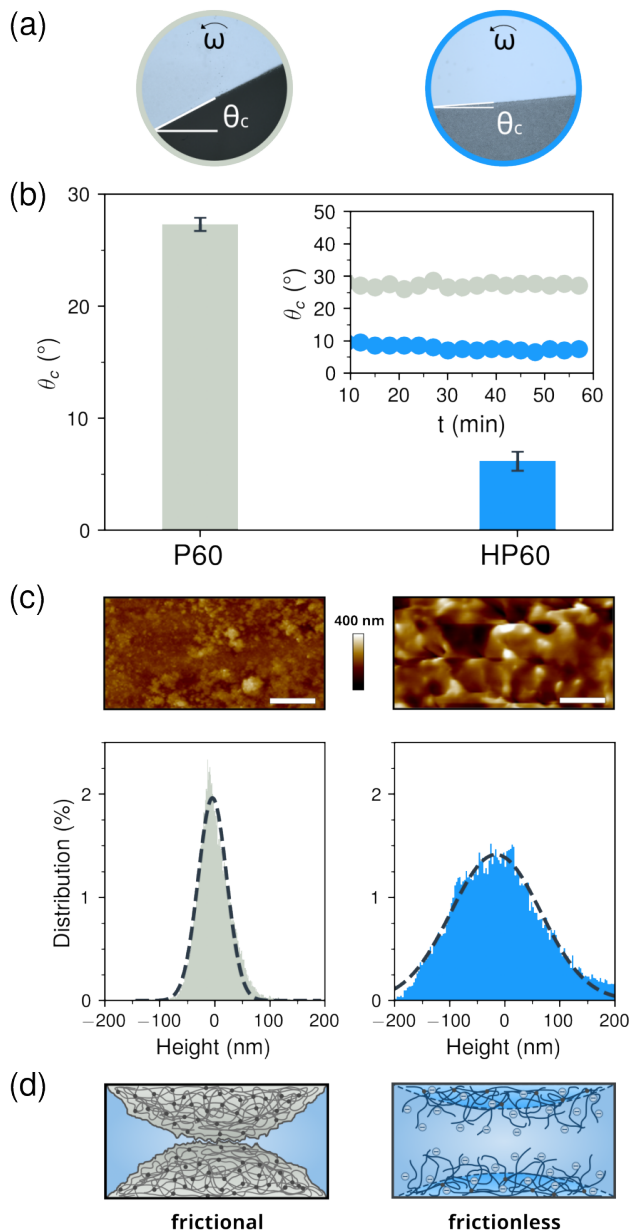 (a)
ω
ω
θc
θc
(b)
30
20
10
0
θc (°)
P60
HP60
50
40
30
20
10
0
θc (°)
10
20
30
40
50
60
t (min)
(c)
400 nm
2
1
0
Distribution (%)
−200
−100
0
100
200
Height (nm)
2
1
0
−200
−100
0
100
200
Height (nm)
(d)
frictional
frictionless